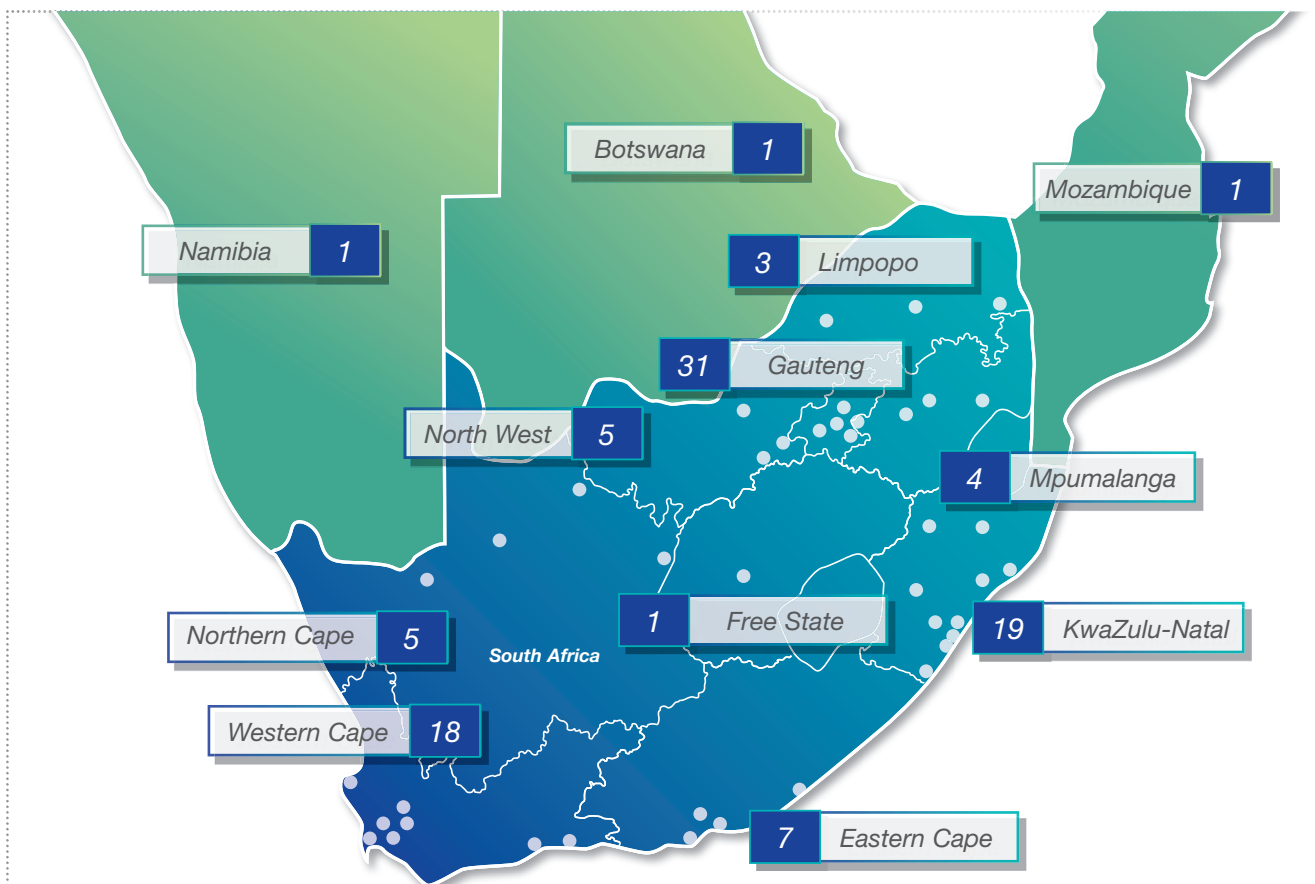 Botswana 1
Mozambique 1
Namibia 1
3 Limpopo
31 Gauteng
North West 5
4 Mpumalanga
Northern Cape 5
1 Free State
19 KwaZulu-Natal
South Africa
Western Cape 18
7 Eastern Cape